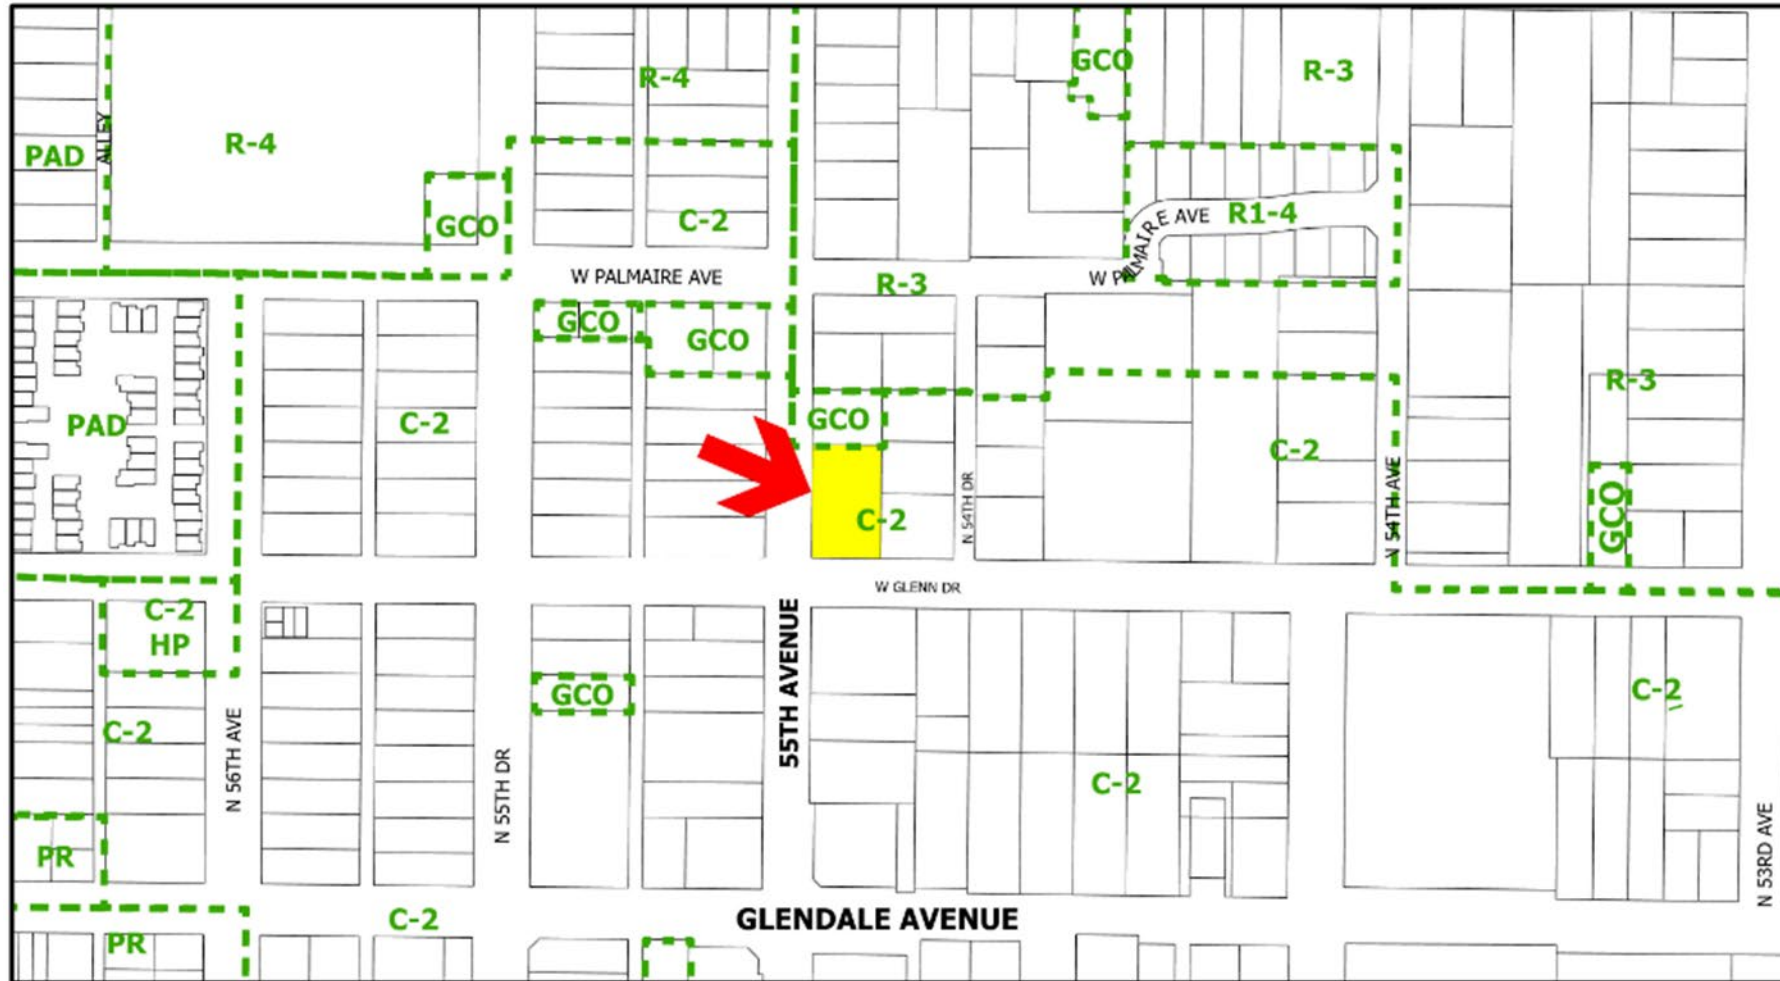 GCO
R-3
R-4
ALLEY
R-4
PAD
GCO
C-2
PALMAIRE AVE
R1-4
W PALMAIRE AVE
R-3
GCO
GCO
R-3
PAD
C-2
GCO
C-2
N 54TH DR
N 54TH AVE
GCO
C-2
W GLENN DR
C-2
HP
GCO
55TH AVENUE
C-2
C-2
N 56TH AVE
N 55TH DR
C-2
PR
N 53RD AVE
C-2
GLENDALE AVENUE
PR